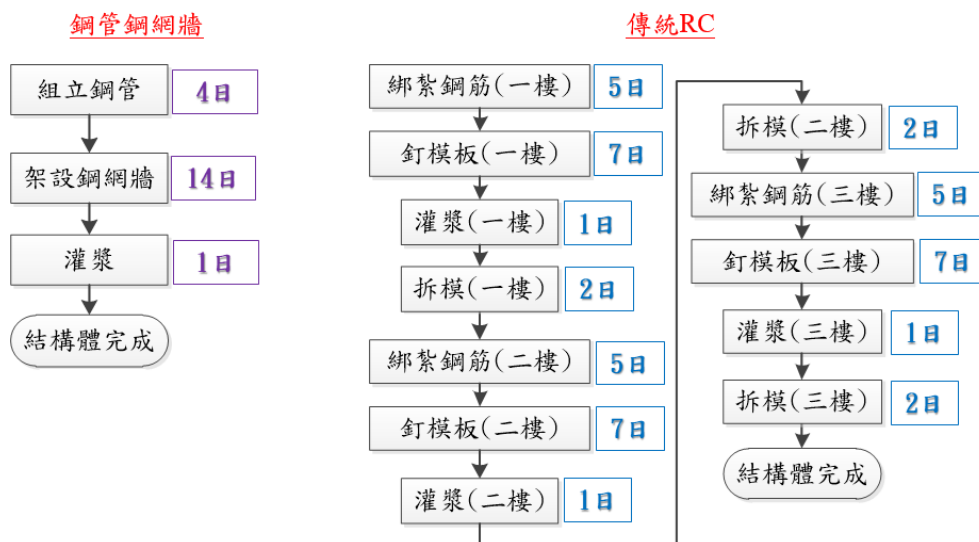 鋼管鋼網牆
組立鋼管
4日
架設鋼網牆
14日
灌漿
1日
結構體完成
傳統RC
綁紮鋼筋(一樓)
5日
釘模板(一樓)
7日
灌漿(一樓)
1日
拆模(一樓)
2日
綁紮鋼筋(二樓)
5日
釘模板(二樓)
7日
灌漿(二樓)
1日
拆模(二樓)
2日
綁紮鋼筋(三樓)
5日
釘模板(三樓)
7日
灌漿(三樓)
1日
拆模(三樓)
2日
結構體完成